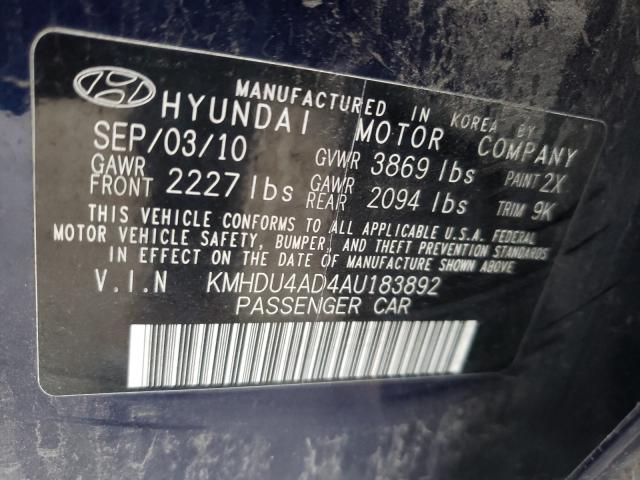 MANUFACTURED IN KOREA BY
HYUNDAI MOTOR COMPANY
SEP/03/10 GVWR 3869 lbs PAINT 2X
GAWR FRONT 2227 lbs GAWR REAR 2094 lbs TRIM 9K
THIS VEHICLE CONFORMS TO ALL APPLICABLE U.S.A. FEDERAL
MOTOR VEHICLE SAFETY, BUMPER, AND THEFT PREVENTION STANDARDS
IN EFFECT ON THE DATE OF MANUFACTURE SHOWN ABOVE.
V.I.N KMHDU4AD4AU183892
PASSENGER CAR